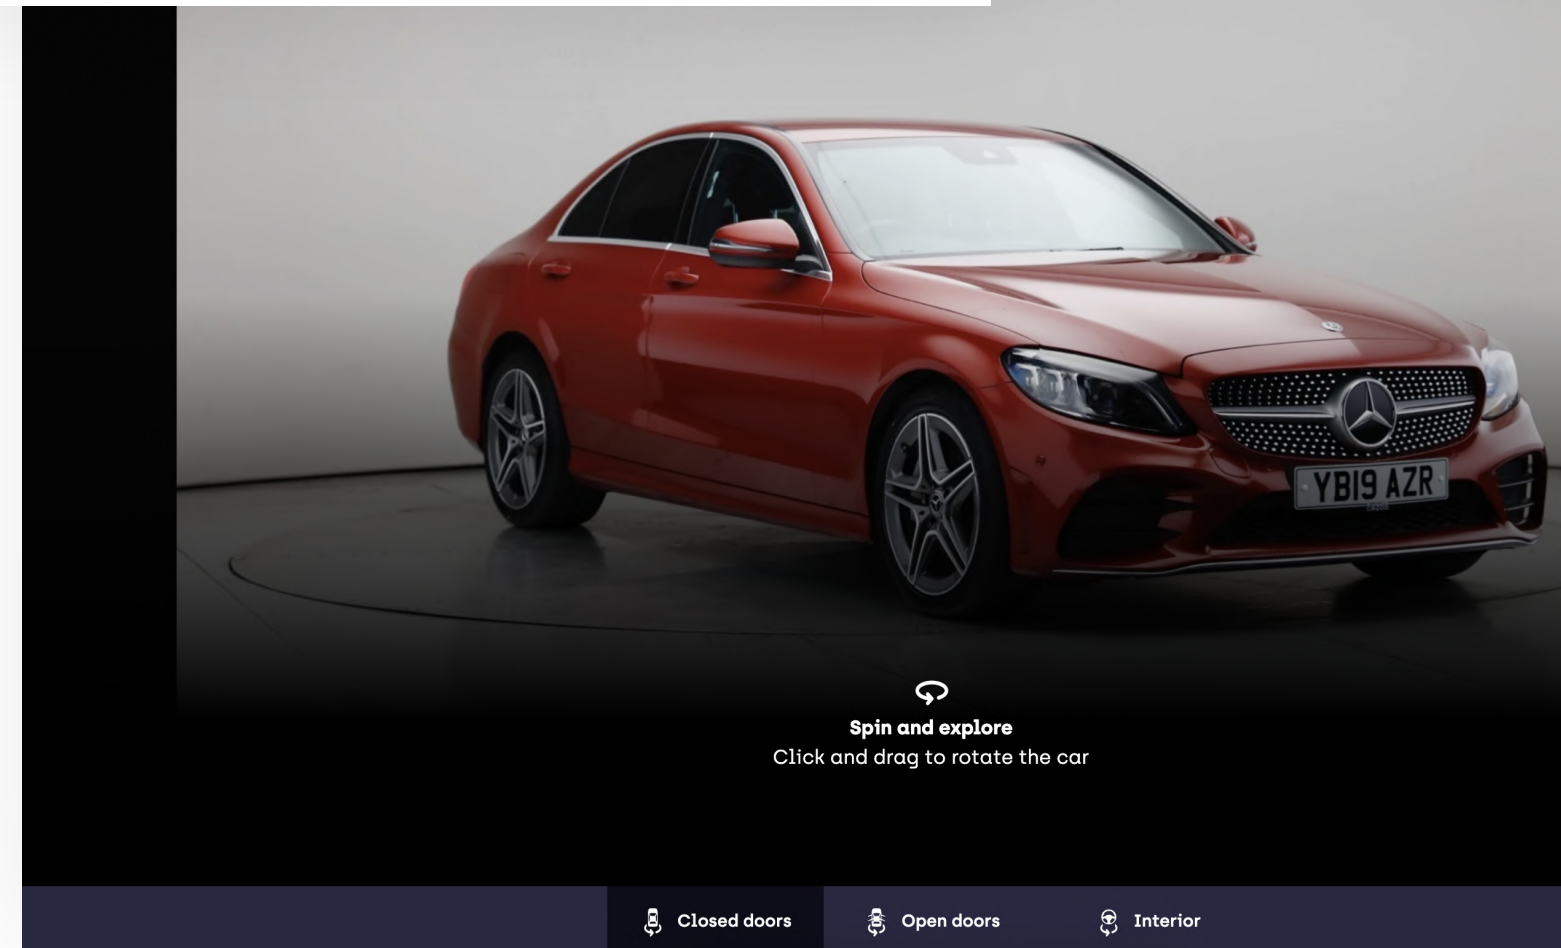 YB19 AZR
Spin and explore
Click and drag to rotate the car
Closed doors
Open doors
Interior